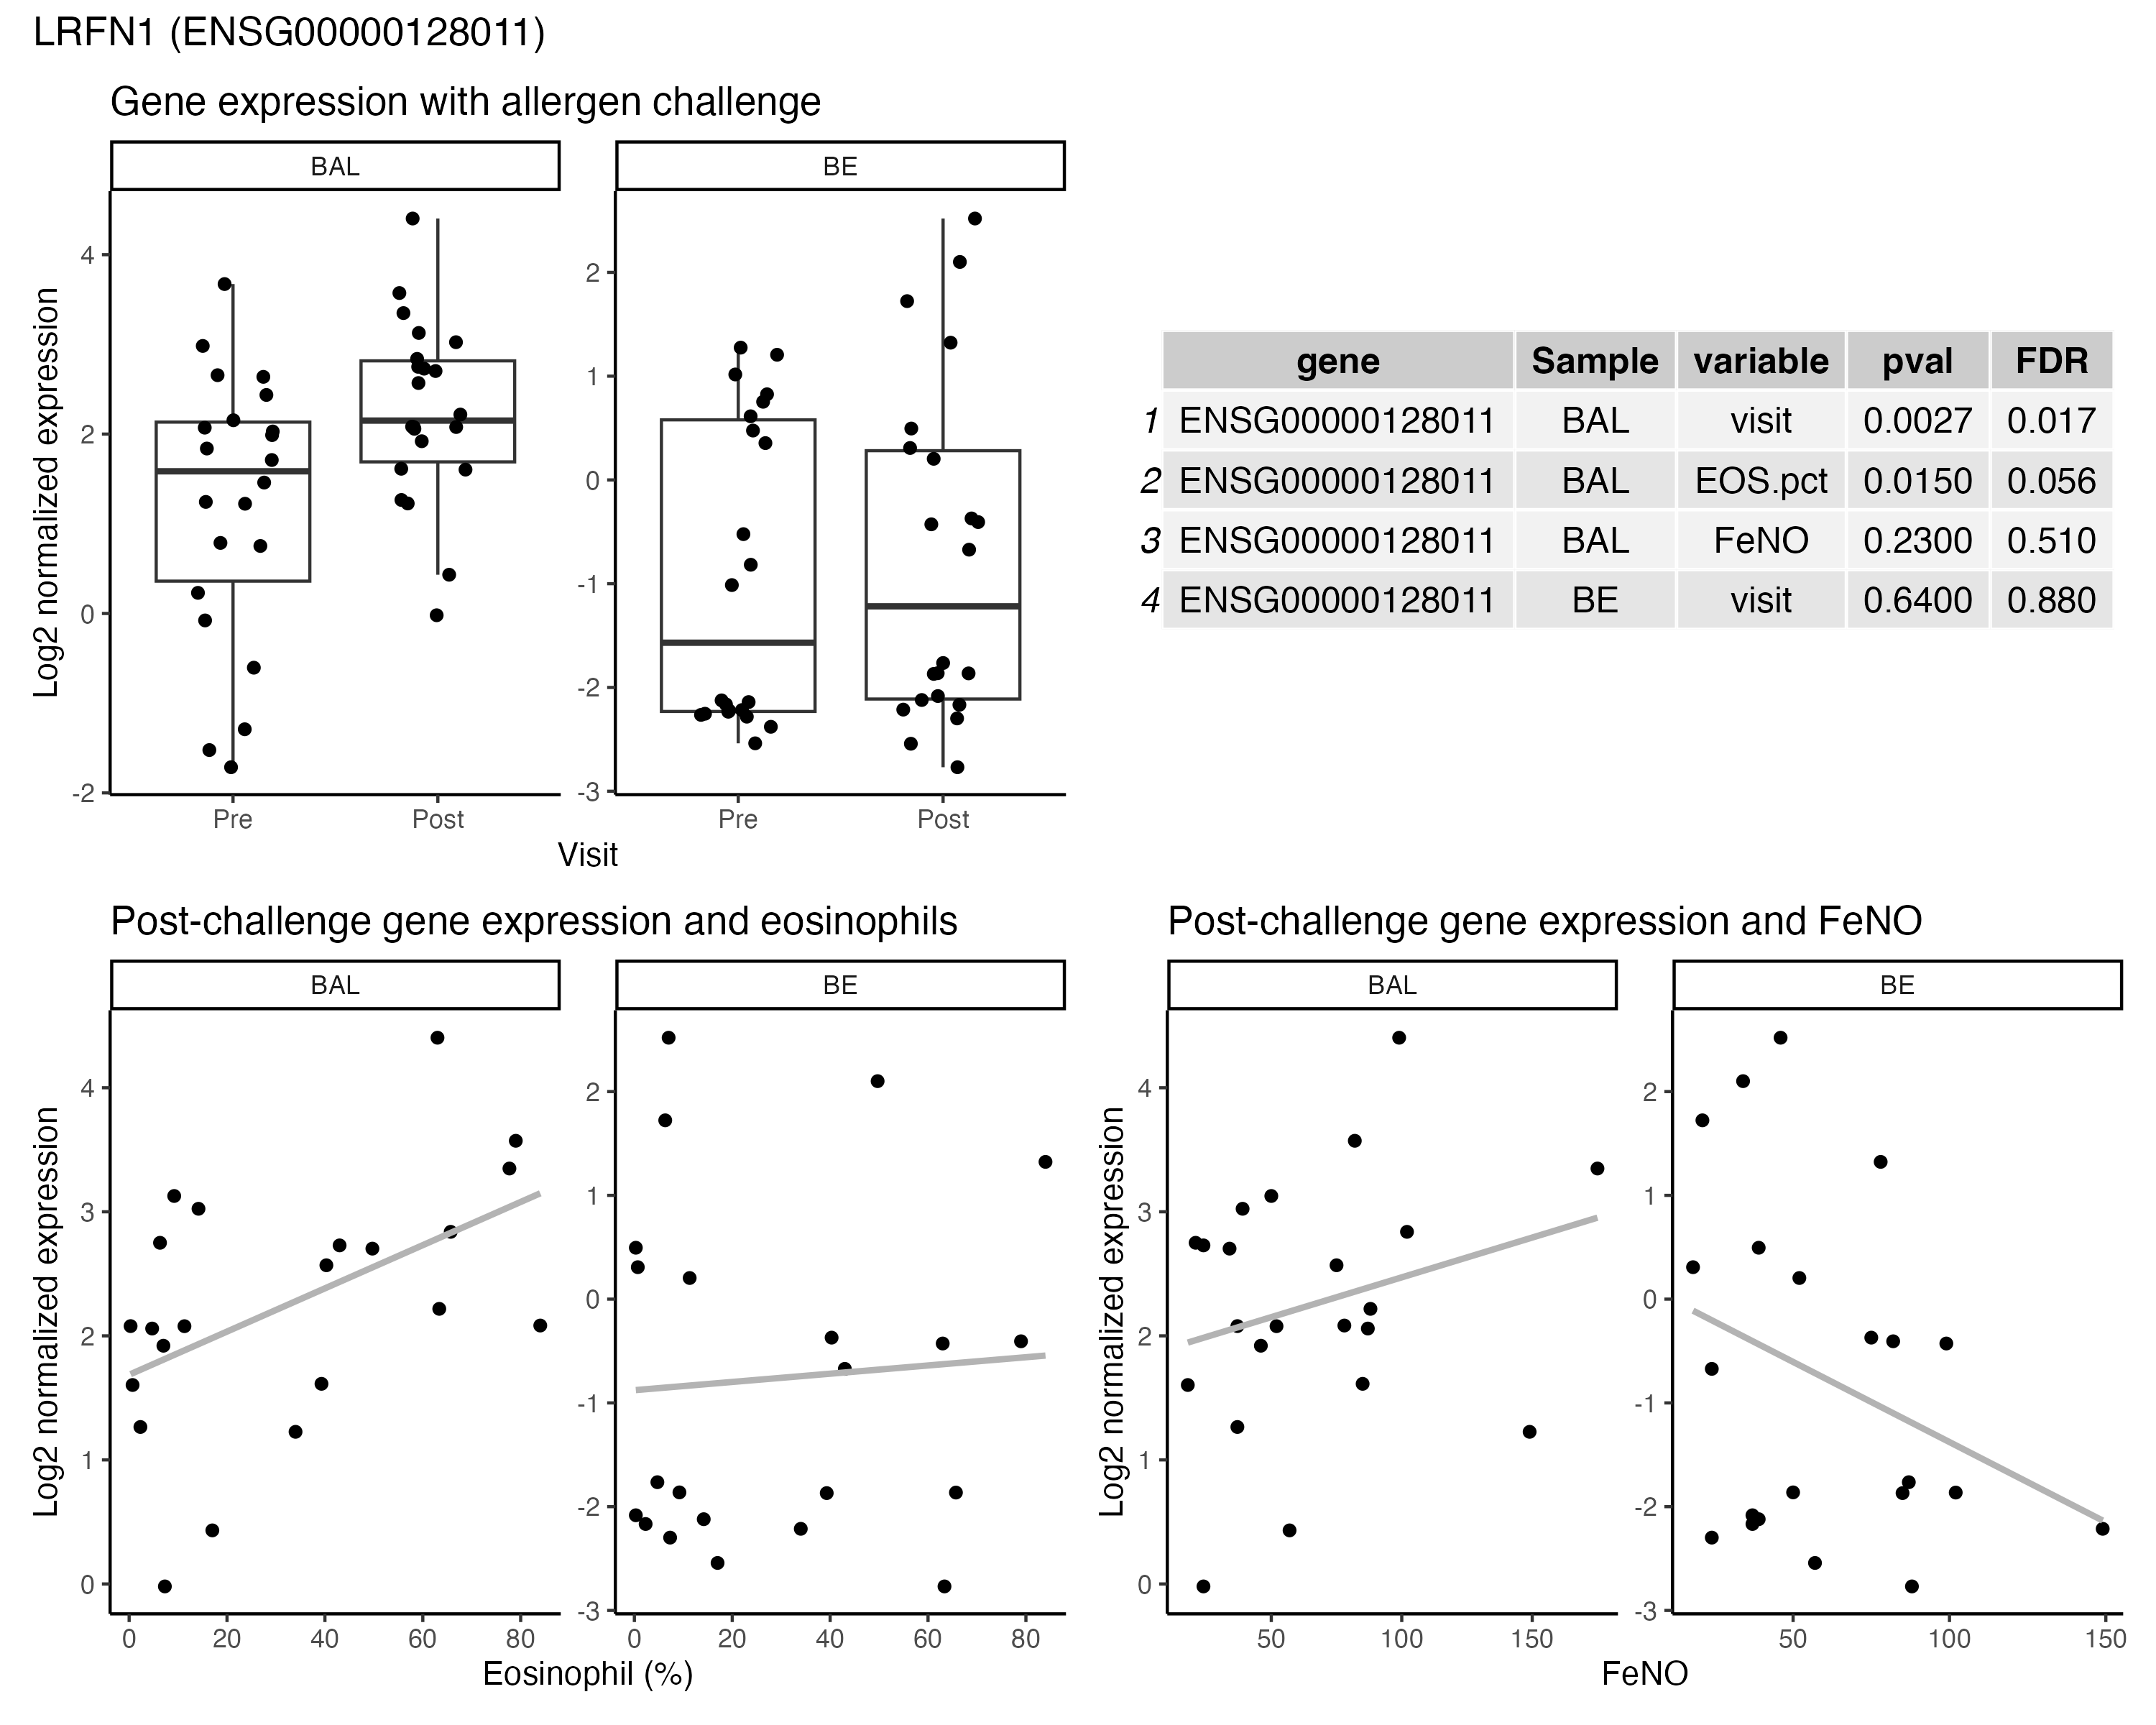 LRFN1 (ENSG00000128011)
Gene expression with allergen challenge
BAL
BE
Log2 normalized expression
4
2
0
-2
2
1
0
-1
-2
-3
Pre
Post
Pre
Post
Visit
gene Sample variable pval FDR
1 ENSG00000128011 BAL visit 0.0027 0.017
2 ENSG00000128011 BAL EOS.pct 0.0150 0.056
3 ENSG00000128011 BAL FeNO 0.2300 0.510
4 ENSG00000128011 BE visit 0.6400 0.880
Post-challenge gene expression and eosinophils
BAL
BE
Log2 normalized expression
4
3
2
1
0
2
1
0
-1
-2
-3
0 20 40 60 80
0 20 40 60 80
Eosinophil (%)
Post-challenge gene expression and FeNO
BAL
BE
Log2 normalized expression
4
3
2
1
0
2
1
0
-1
-2
-3
50 100 150
50 100 150
FeNO